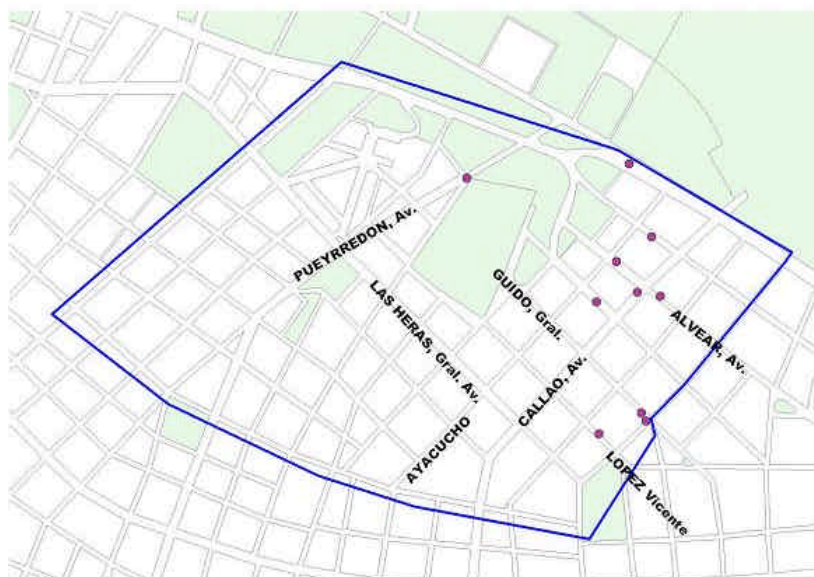 PUEYRREDON, Av.
GUIDO, Gral.
LAS HERAS, Gral. Av.
ALVEAR, Av.
CALLAO, Av.
AYACUCHO
LOPEZ Vicente